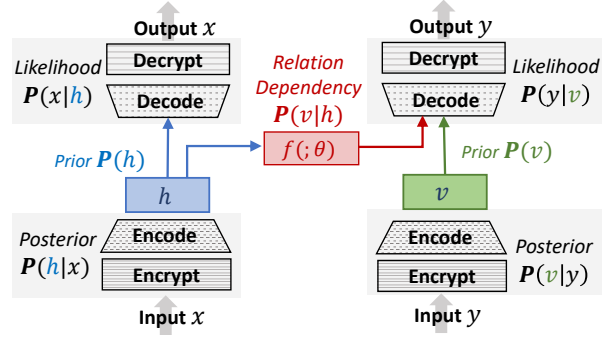 Output x
Decrypt
Likelihood
P(x|h)
Decode
Prior P(h)
h
Posterior
P(h|x)
Encode
Encrypt
Input x
Relation
Dependency
P(v|h)
f(; θ)
Output y
Decrypt
Likelihood
P(y|v)
Decode
Prior P(v)
v
Encode
Posterior
P(v|y)
Encrypt
Input y